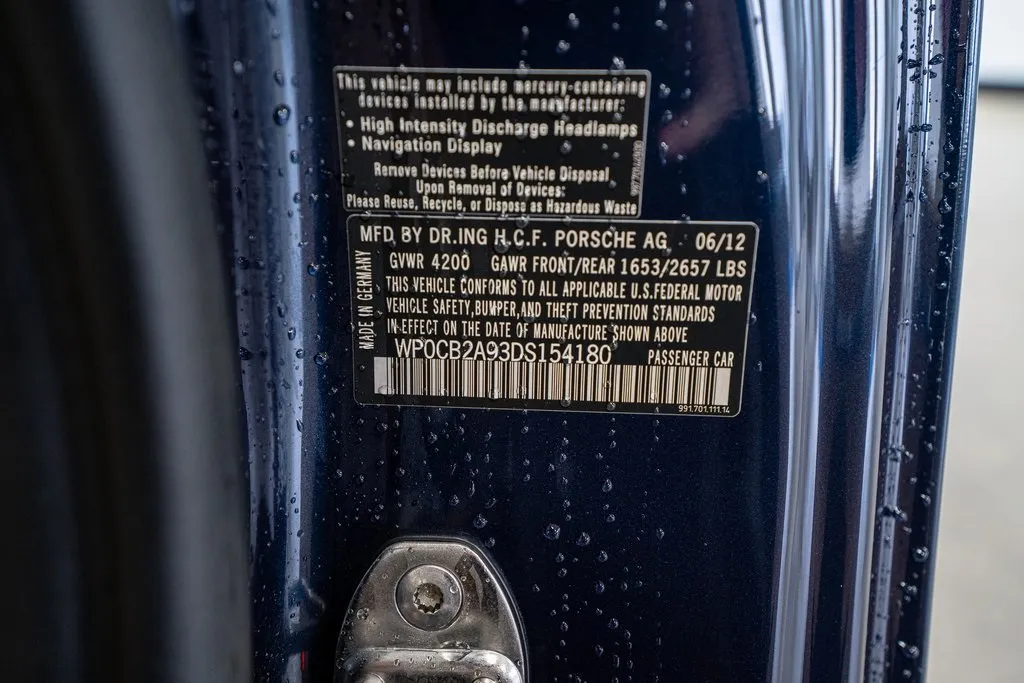 This vehicle may include mercury-containing
devices installed by the manufacturer:
• High Intensity Discharge Headlamps
• Navigation Display
Remove Devices Before Vehicle Disposal
Upon Removal of Devices:
Please Reuse, Recycle, or Dispose as Hazardous Waste
MFD BY DR.ING H.C.F. PORSCHE AG 06/12
GVWR 4200 GAWR FRONT/REAR 1653/2657 LBS
THIS VEHICLE CONFORMS TO ALL APPLICABLE U.S.FEDERAL MOTOR
VEHICLE SAFETY,BUMPER,AND THEFT PREVENTION STANDARDS
IN EFFECT ON THE DATE OF MANUFACTURE SHOWN ABOVE
WP0CB2A93DS154180 PASSENGER CAR
991.701.111.14
MADE IN GERMANY